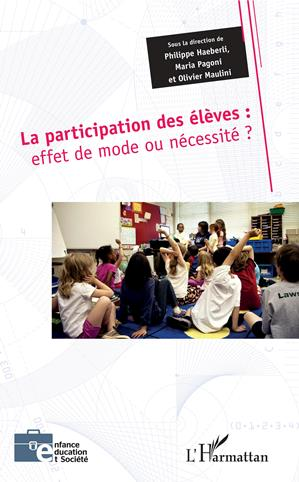 Sous la direction de
Philippe Haeberli,
Maria Pagoni
et Olivier Maulini
La participation des élèves :
effet de mode ou nécessité ?
Law
enfance
éducation
et Société
L'Harmattan